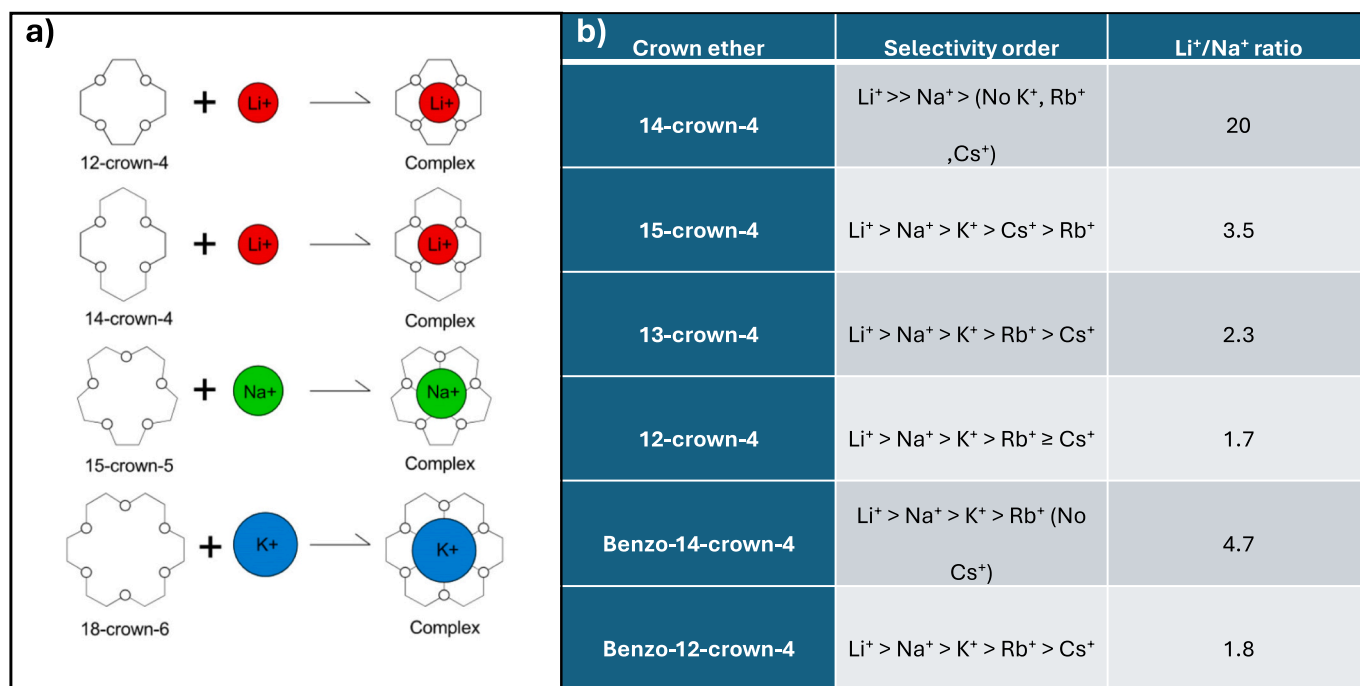 a)
Li+
Li+
12-crown-4
Complex
Li+
Li+
14-crown-4
Complex
Na+
Na+
15-crown-5
Complex
K+
K+
18-crown-6
Complex
b)
Crown ether
Selectivity order
Li⁺/Na⁺ ratio
14-crown-4
Li⁺ >> Na⁺ > (No K⁺, Rb⁺
,Cs⁺)
20
15-crown-4
Li⁺ > Na⁺ > K⁺ > Cs⁺ > Rb⁺
3.5
13-crown-4
Li⁺ > Na⁺ > K⁺ > Rb⁺ > Cs⁺
2.3
12-crown-4
Li⁺ > Na⁺ > K⁺ > Rb⁺ ≥ Cs⁺
1.7
Benzo-14-crown-4
Li⁺ > Na⁺ > K⁺ > Rb⁺ (No
Cs⁺)
4.7
Benzo-12-crown-4
Li⁺ > Na⁺ > K⁺ > Rb⁺ > Cs⁺
1.8